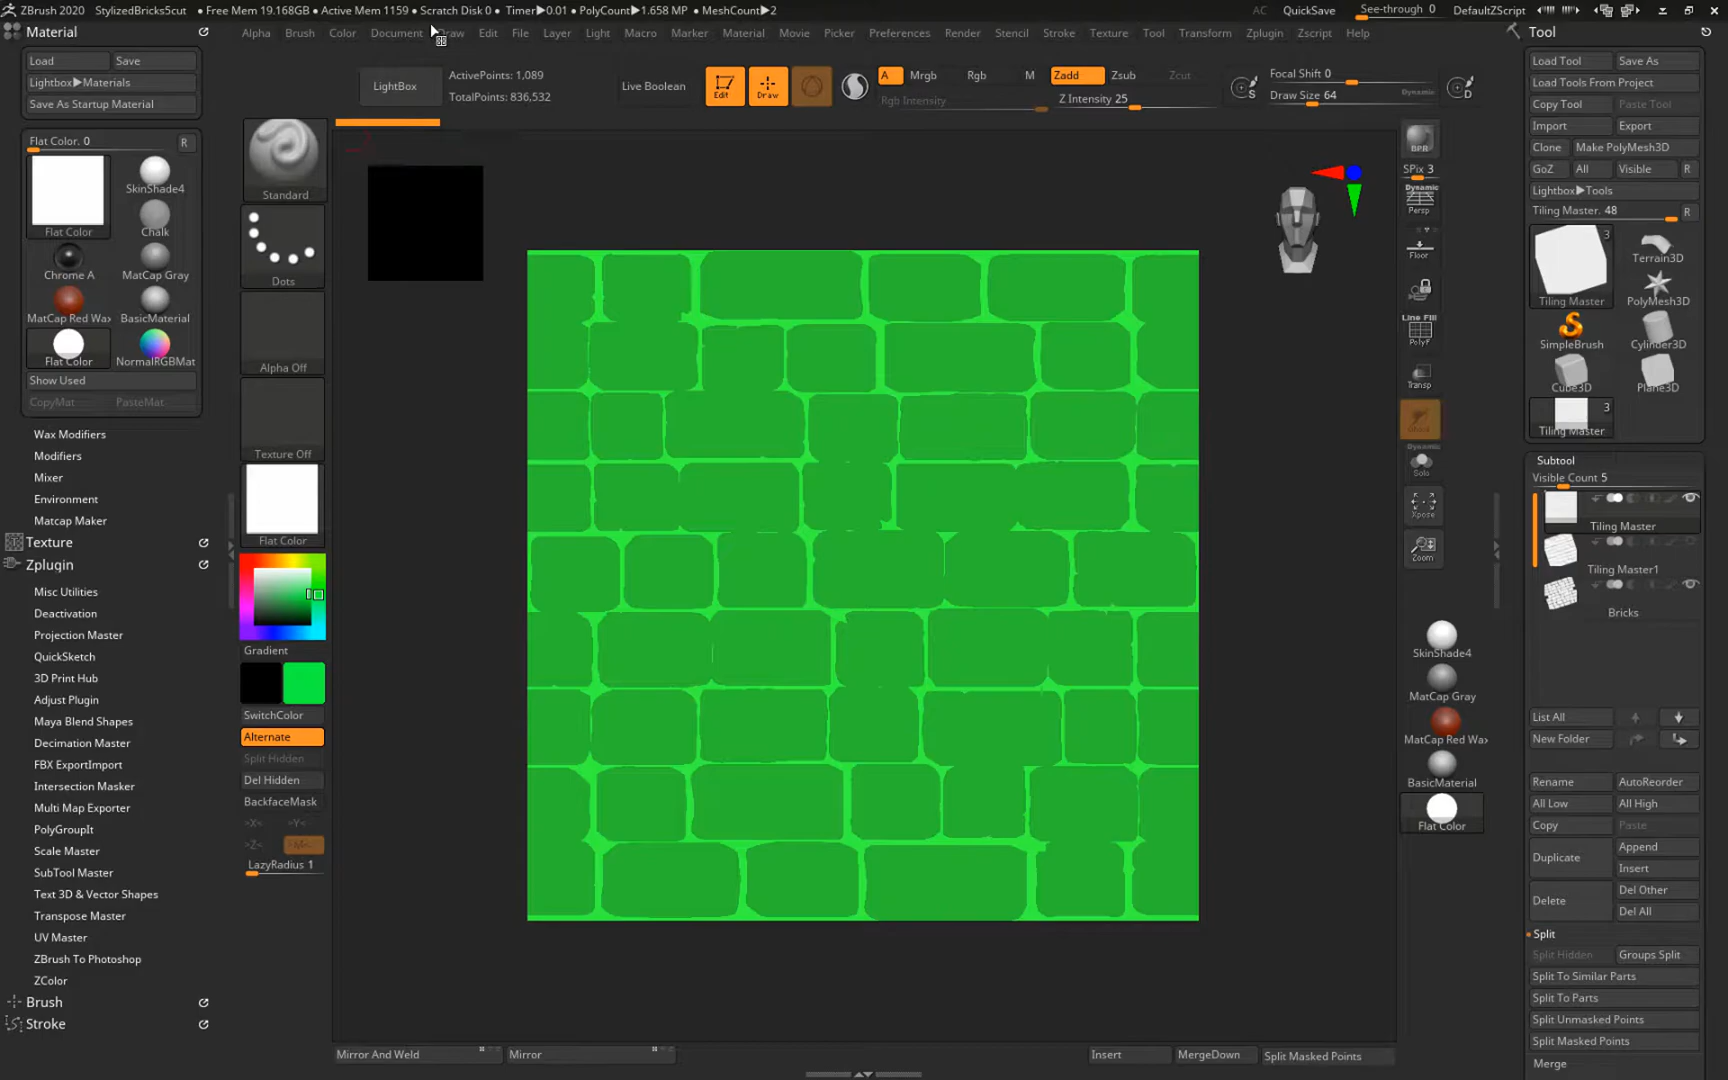 ZBrush 2020 StylizedBricks5cut • Free Mem 19.168GB • Active Mem 1159 • Scratch Disk 0 • Timer▶0.01 • PolyCount▶1.658 MP • MeshCount▶2 AC QuickSave See-through 0 DefaultZScript
Material
Alpha Brush Color Document Draw Edit File Layer Light Macro Marker Material Movie Picker Preferences Render Stencil Stroke Texture Tool Transform Zplugin Zscript Help
Tool
Load Save
Lightbox▶Materials
Save As Startup Material
Flat Color. 0 R
Flat Color
SkinShade4
Chalk
Chrome A
MatCap Gray
MatCap Red Wax
BasicMaterial
Flat Color
NormalRGBMat
Show Used
CopyMat PasteMat
Wax Modifiers
Modifiers
Mixer
Environment
Matcap Maker
Texture
Zplugin
Misc Utilities
Deactivation
Projection Master
QuickSketch
3D Print Hub
Adjust Plugin
Maya Blend Shapes
Decimation Master
FBX ExportImport
Intersection Masker
Multi Map Exporter
PolyGroupIt
Scale Master
SubTool Master
Text 3D & Vector Shapes
Transpose Master
UV Master
ZBrush To Photoshop
ZColor
Brush
Stroke
LightBox
ActivePoints: 1,089
TotalPoints: 836,532
Live Boolean
Edit
Draw
A Mrgb Rgb M
Rgb Intensity
Zadd Zsub Zcut
Z Intensity 25
S
Focal Shift 0
Draw Size 64
Dynamic
D
Standard
Dots
Alpha Off
Texture Off
Flat Color
Gradient
SwitchColor
Alternate
Split Hidden
Del Hidden
BackfaceMask
>X< >Y<
>Z< >M<
LazyRadius 1
BPR
SPix 3
Dynamic
Persp
Floor
Line Fill
PolyF
Transp
Ghost
Dynamic
Solo
Xpose
Zoom
SkinShade4
MatCap Gray
MatCap Red Wax
BasicMaterial
Flat Color
Mirror And Weld
Mirror
Insert
MergeDown
Split Masked Points
Load Tool Save As
Load Tools From Project
Copy Tool Paste Tool
Import Export
Clone Make PolyMesh3D
GoZ All Visible R
Lightbox▶Tools
Tiling Master. 48 R
3
Tiling Master
Terrain3D
PolyMesh3D
SimpleBrush
Cylinder3D
Cube3D
Plane3D
3
Tiling Master
Subtool
Visible Count 5
Tiling Master
Tiling Master1
Bricks
List All
New Folder
Rename AutoReorder
All Low All High
Copy Paste
Duplicate
Append
Insert
Delete
Del Other
Del All
Split
Split Hidden Groups Split
Split To Similar Parts
Split To Parts
Split Unmasked Points
Split Masked Points
Merge